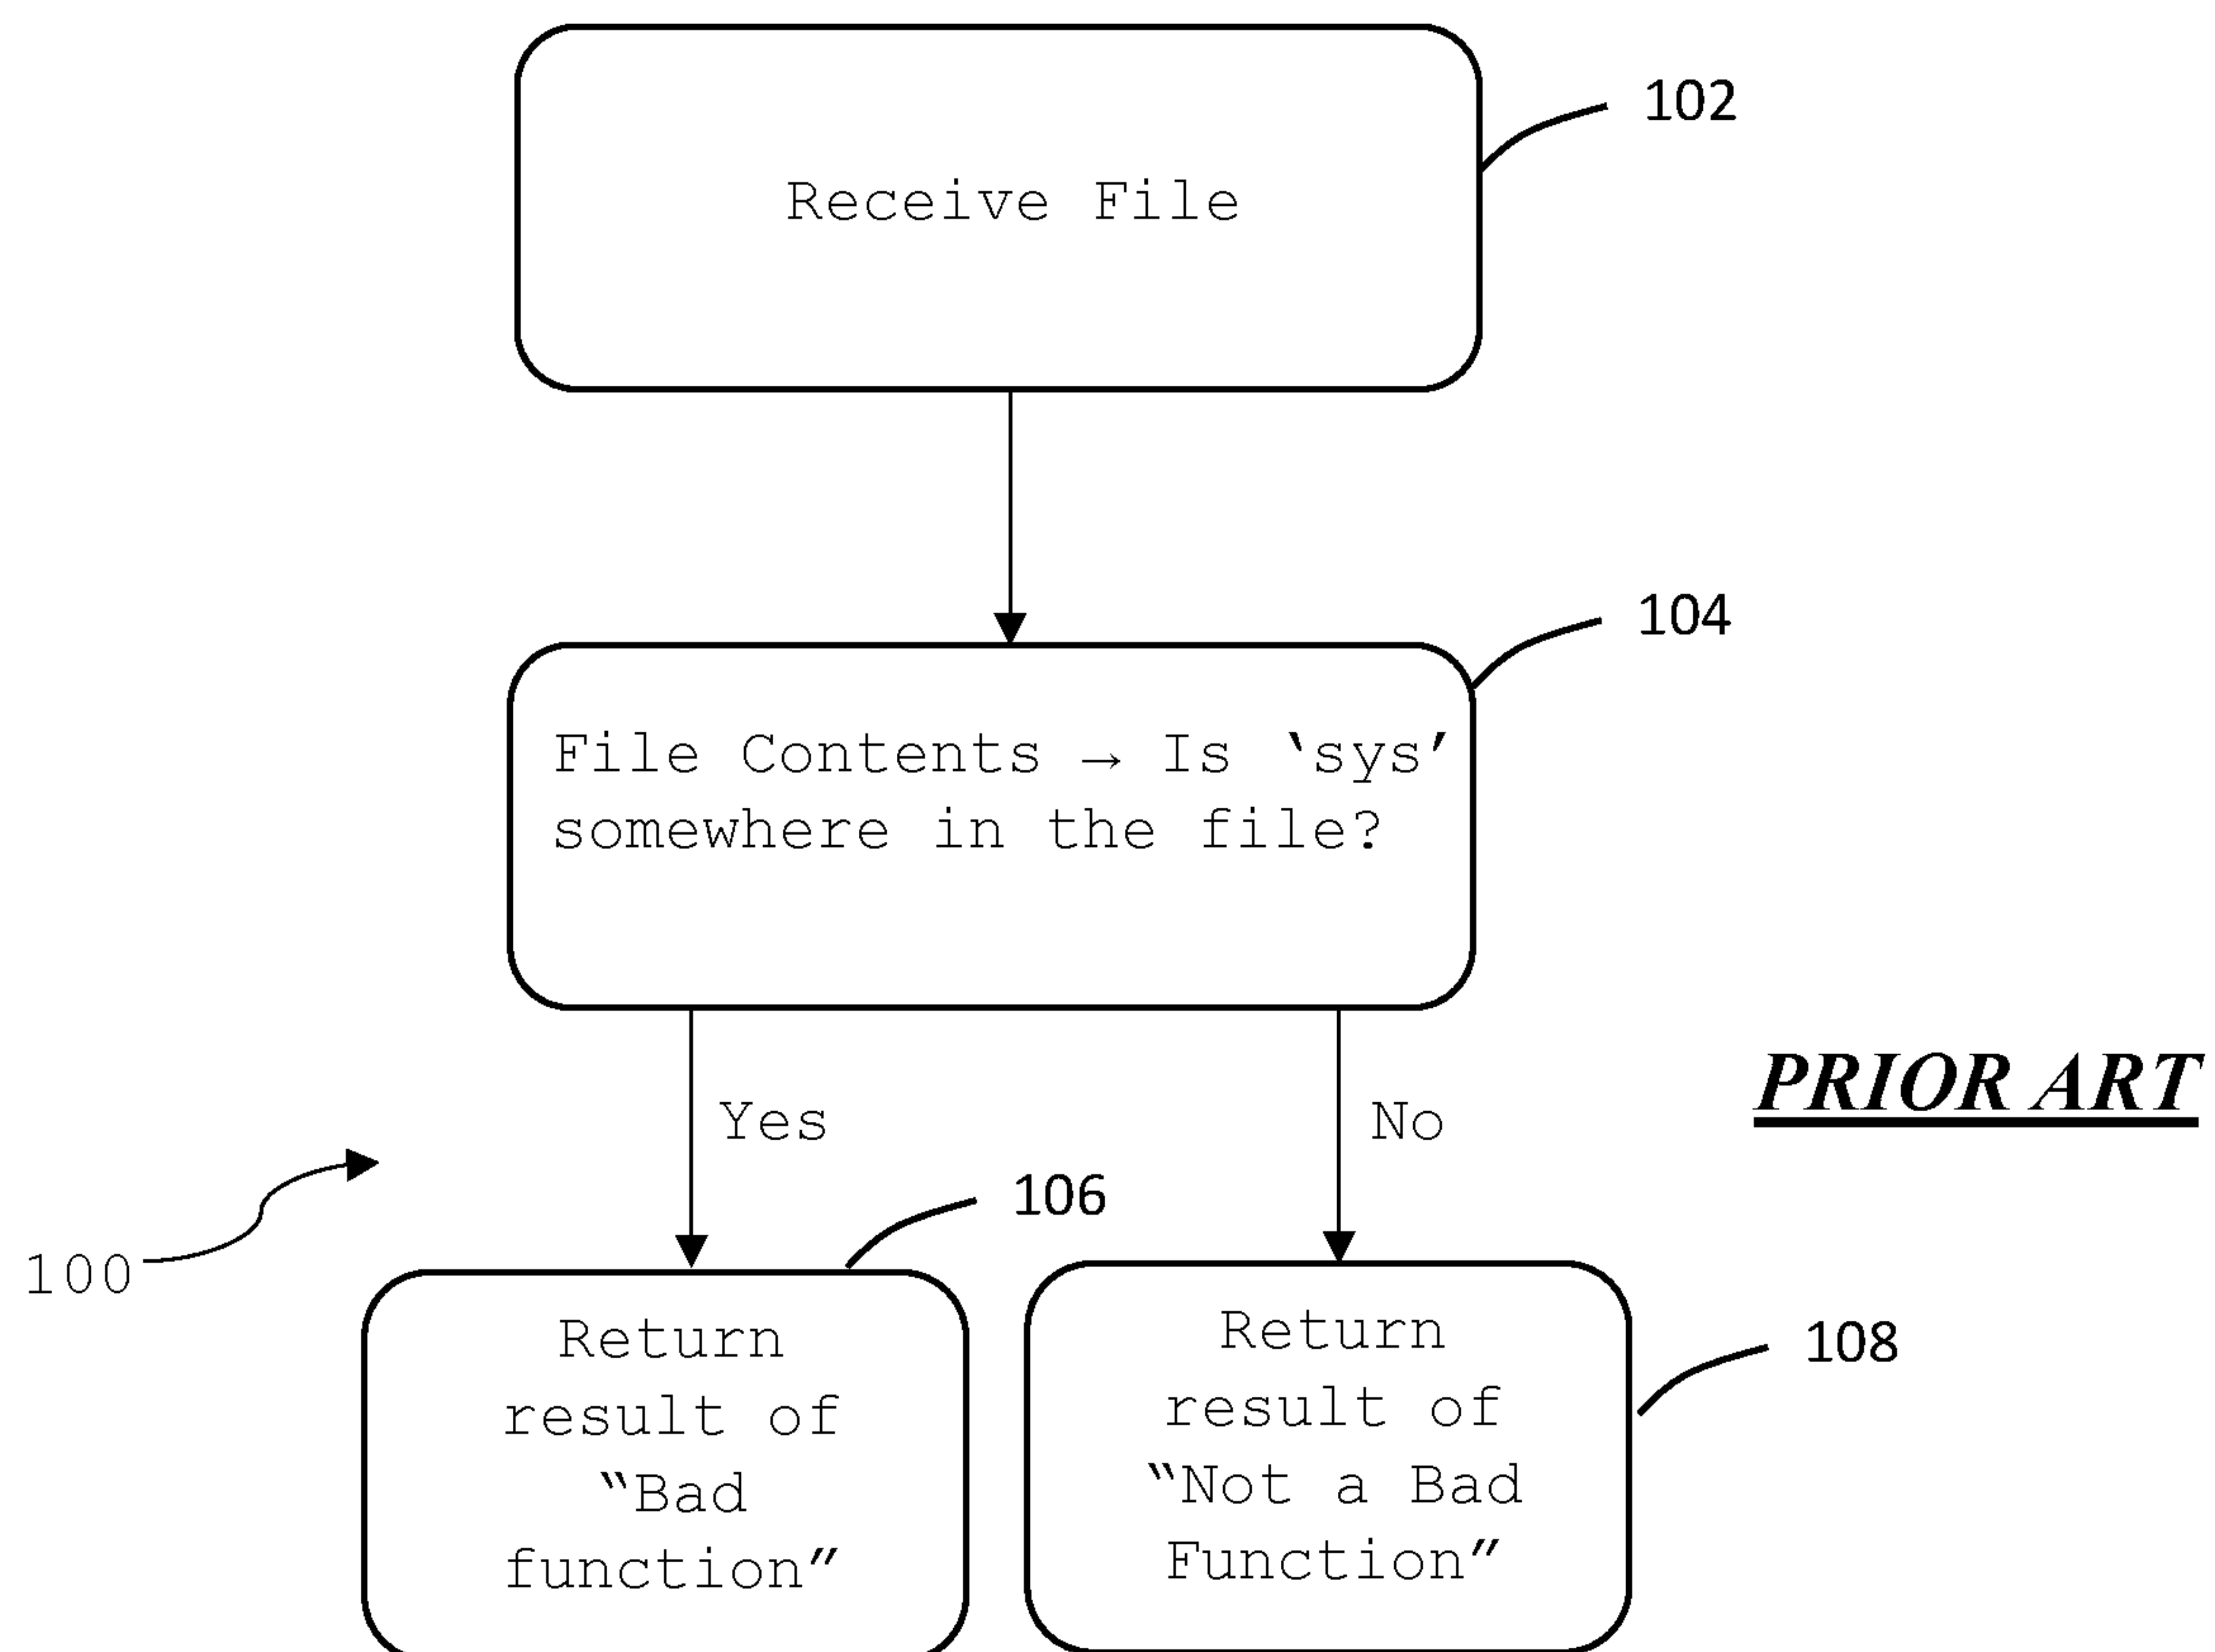 102
Receive File
104
File Contents → Is ‘sys’
somewhere in the file?
PRIOR ART
Yes
No
106
100
Return
result of
“Bad
function”
Return
result of
“Not a Bad
Function”
108